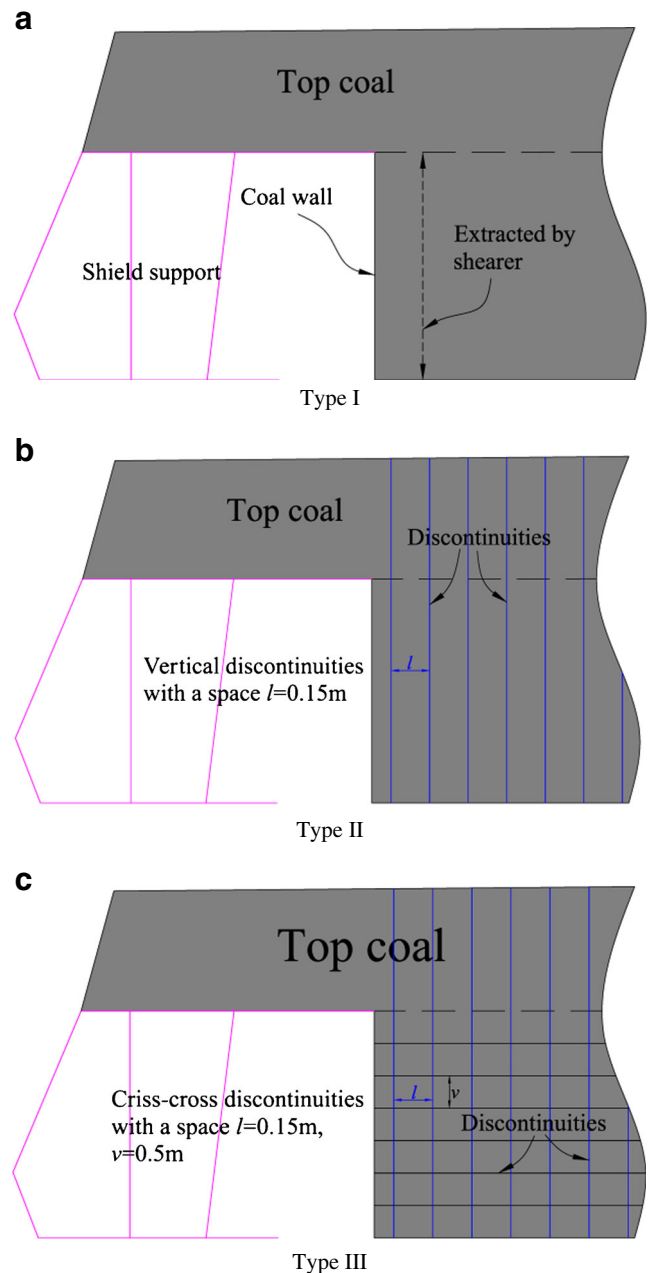 a
Top coal
Coal wall
Extracted by
shearer
Shield support
Type I
b
Top coal
Discontinuities
l
Vertical discontinuities
with a space l=0.15m
Type II
c
Top coal
l
v
Criss-cross discontinuities
with a space l=0.15m,
v=0.5m
Discontinuities
Type III